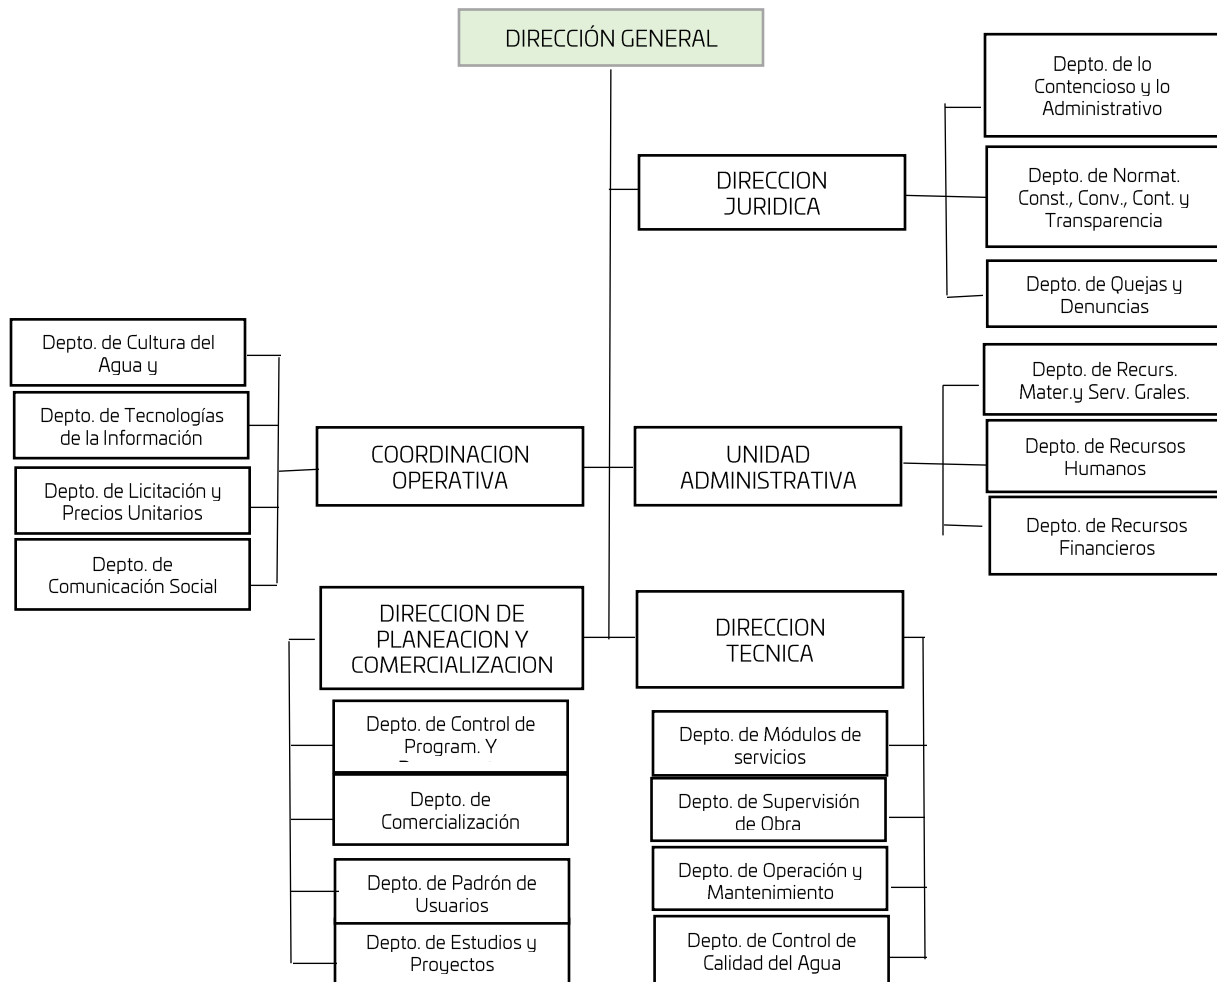 DIRECCIÓN GENERAL
Depto. de lo
Contencioso y lo
Administrativo
DIRECCION
JURIDICA
Depto. de Normat.
Const., Conv., Cont. y
Transparencia
Depto. de Quejas y
Denuncias
Depto. de Cultura del
Agua y
Depto. de Tecnologías
de la Información
Depto. de Licitación y
Precios Unitarios
Depto. de
Comunicación Social
COORDINACION
OPERATIVA
UNIDAD
ADMINISTRATIVA
Depto. de Recurs.
Mater.y Serv. Grales.
Depto. de Recursos
Humanos
Depto. de Recursos
Financieros
DIRECCION DE
PLANEACION Y
COMERCIALIZACION
Depto. de Control de
Program. Y
Depto. de
Comercialización
Depto. de Padrón de
Usuarios
Depto. de Estudios y
Proyectos
DIRECCION
TECNICA
Depto. de Módulos de
servicios
Depto. de Supervisión
de Obra
Depto. de Operación y
Mantenimiento
Depto. de Control de
Calidad del Agua